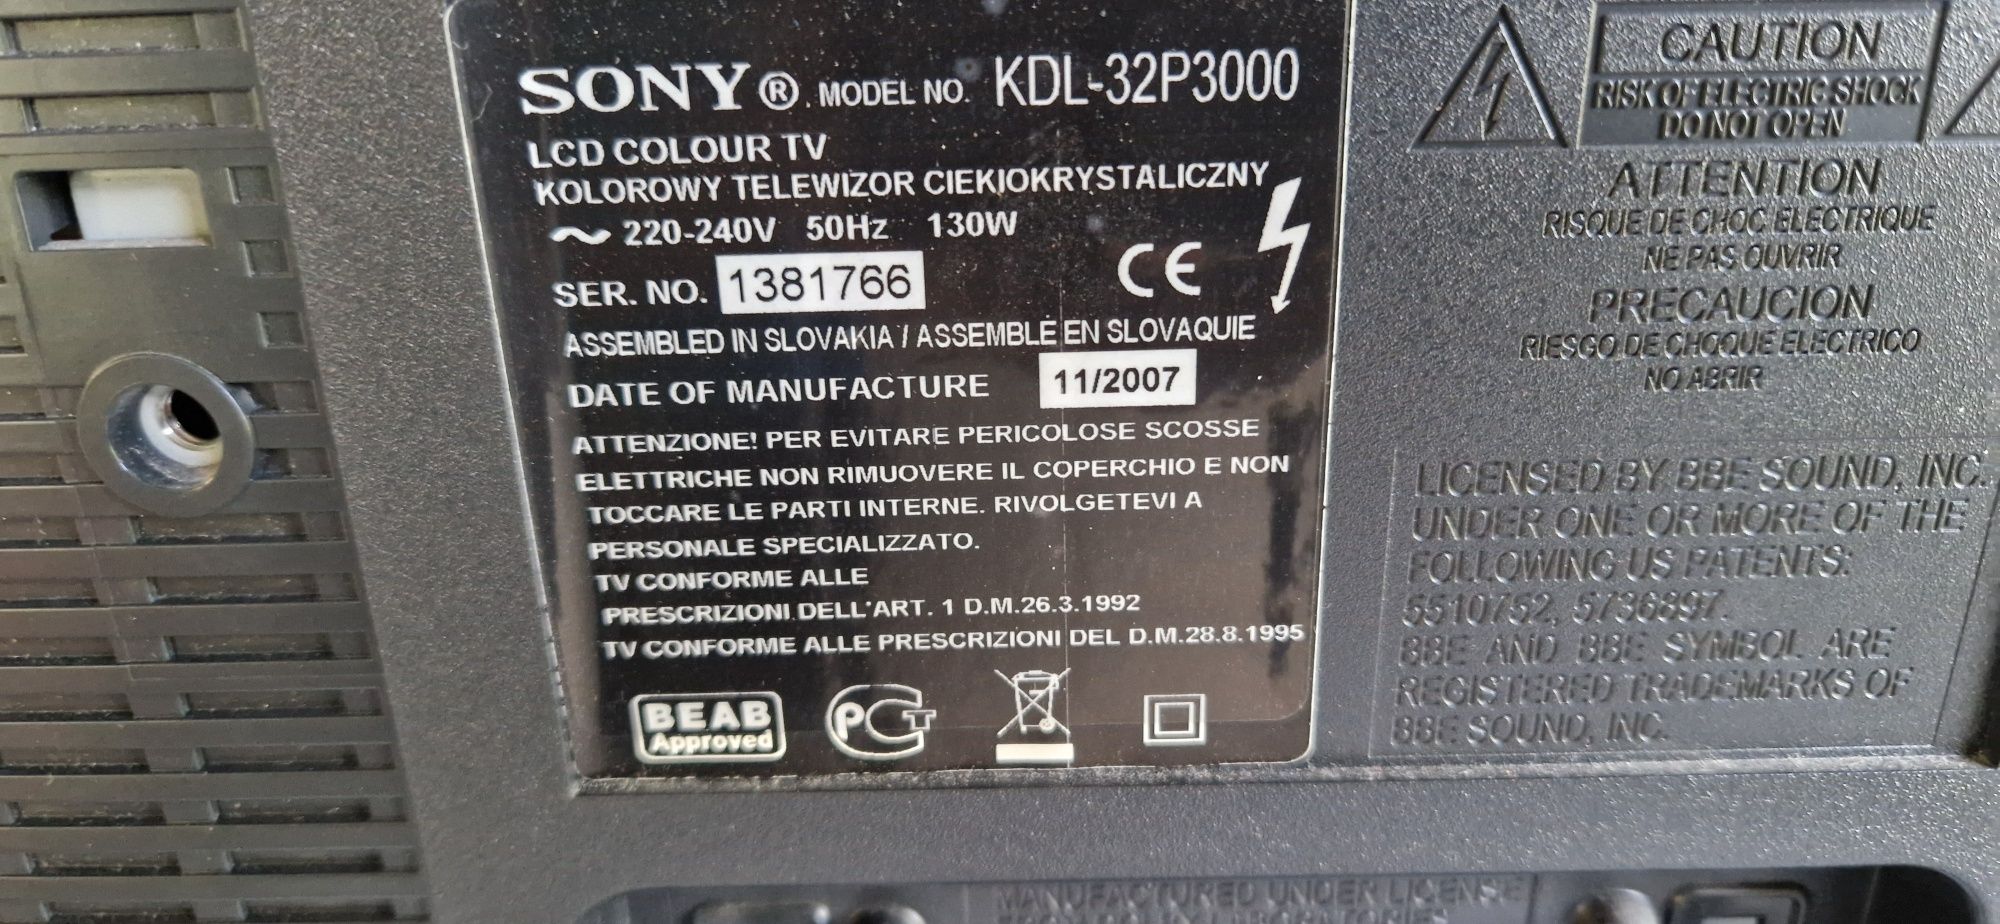 SONY® . MODEL NO. KDL-32P3000
LCD COLOUR TV
KOLOROWY TELEWIZOR CIEKIOKRYSTALICZNY
~ 220-240V 50Hz 130W
SER. NO. 1381766
CE
ASSEMBLED IN SLOVAKIA / ASSEMBLÉ EN SLOVAQUIE
DATE OF MANUFACTURE 11/2007
ATTENZIONE! PER EVITARE PERICOLOSE SCOSSE
ELETTRICHE NON RIMUOVERE IL COPERCHIO E NON
TOCCARE LE PARTI INTERNE. RIVOLGETEVI A
PERSONALE SPECIALIZZATO.
TV CONFORME ALLE
PRESCRIZIONI DELL'ART. 1 D.M.26.3.1992
TV CONFORME ALLE PRESCRIZIONI DEL D.M.28.8.1995
BEAB
Approved
PCT
CAUTION
RISK OF ELECTRIC SHOCK
DO NOT OPEN
ATTENTION
RISQUE DE CHOC ELECTRIQUE
NE PAS OUVRIR
PRECAUCION
RIESGO DE CHOQUE ELECTRICO
NO ABRIR
LICENSED BY BBE SOUND, INC.
UNDER ONE OR MORE OF THE
FOLLOWING US PATENTS:
5510752, 5736897.
BBE AND BBE SYMBOL ARE
REGISTERED TRADEMARKS OF
BBE SOUND, INC.
MANUFACTURED UNDER LICENSE